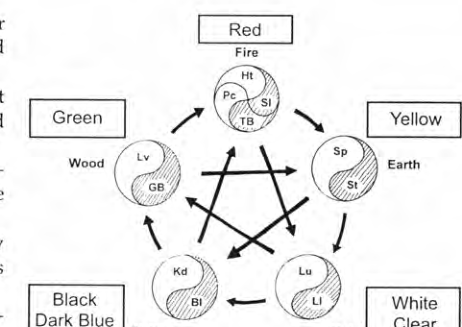 Red
Fire
Ht
Pc
SI
TB
Green
Yellow
Wood
Lv
GB
Sp
St
Earth
Kd
Bl
Lu
LI
Black
Dark Blue
White
Clear